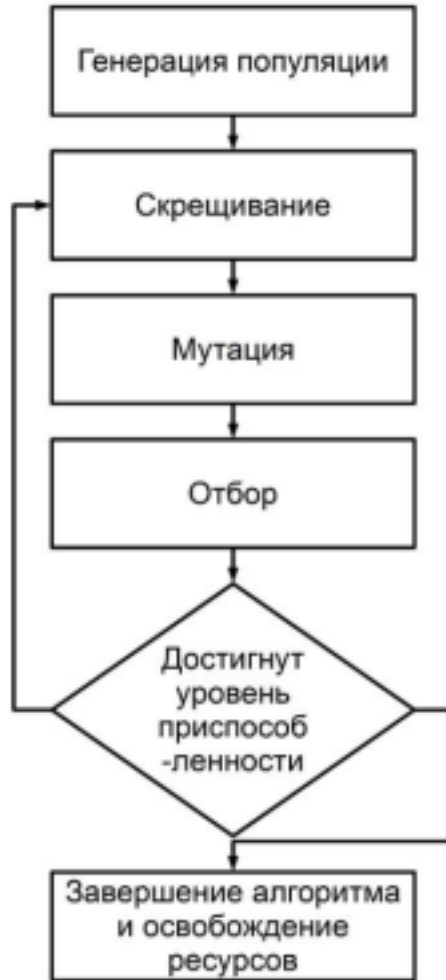 Генерация популяции
Скрещивание
Мутация
Отбор
Достигнут
уровень
приспособ
-ленности
Завершение алгоритма
и освобождение
ресурсов